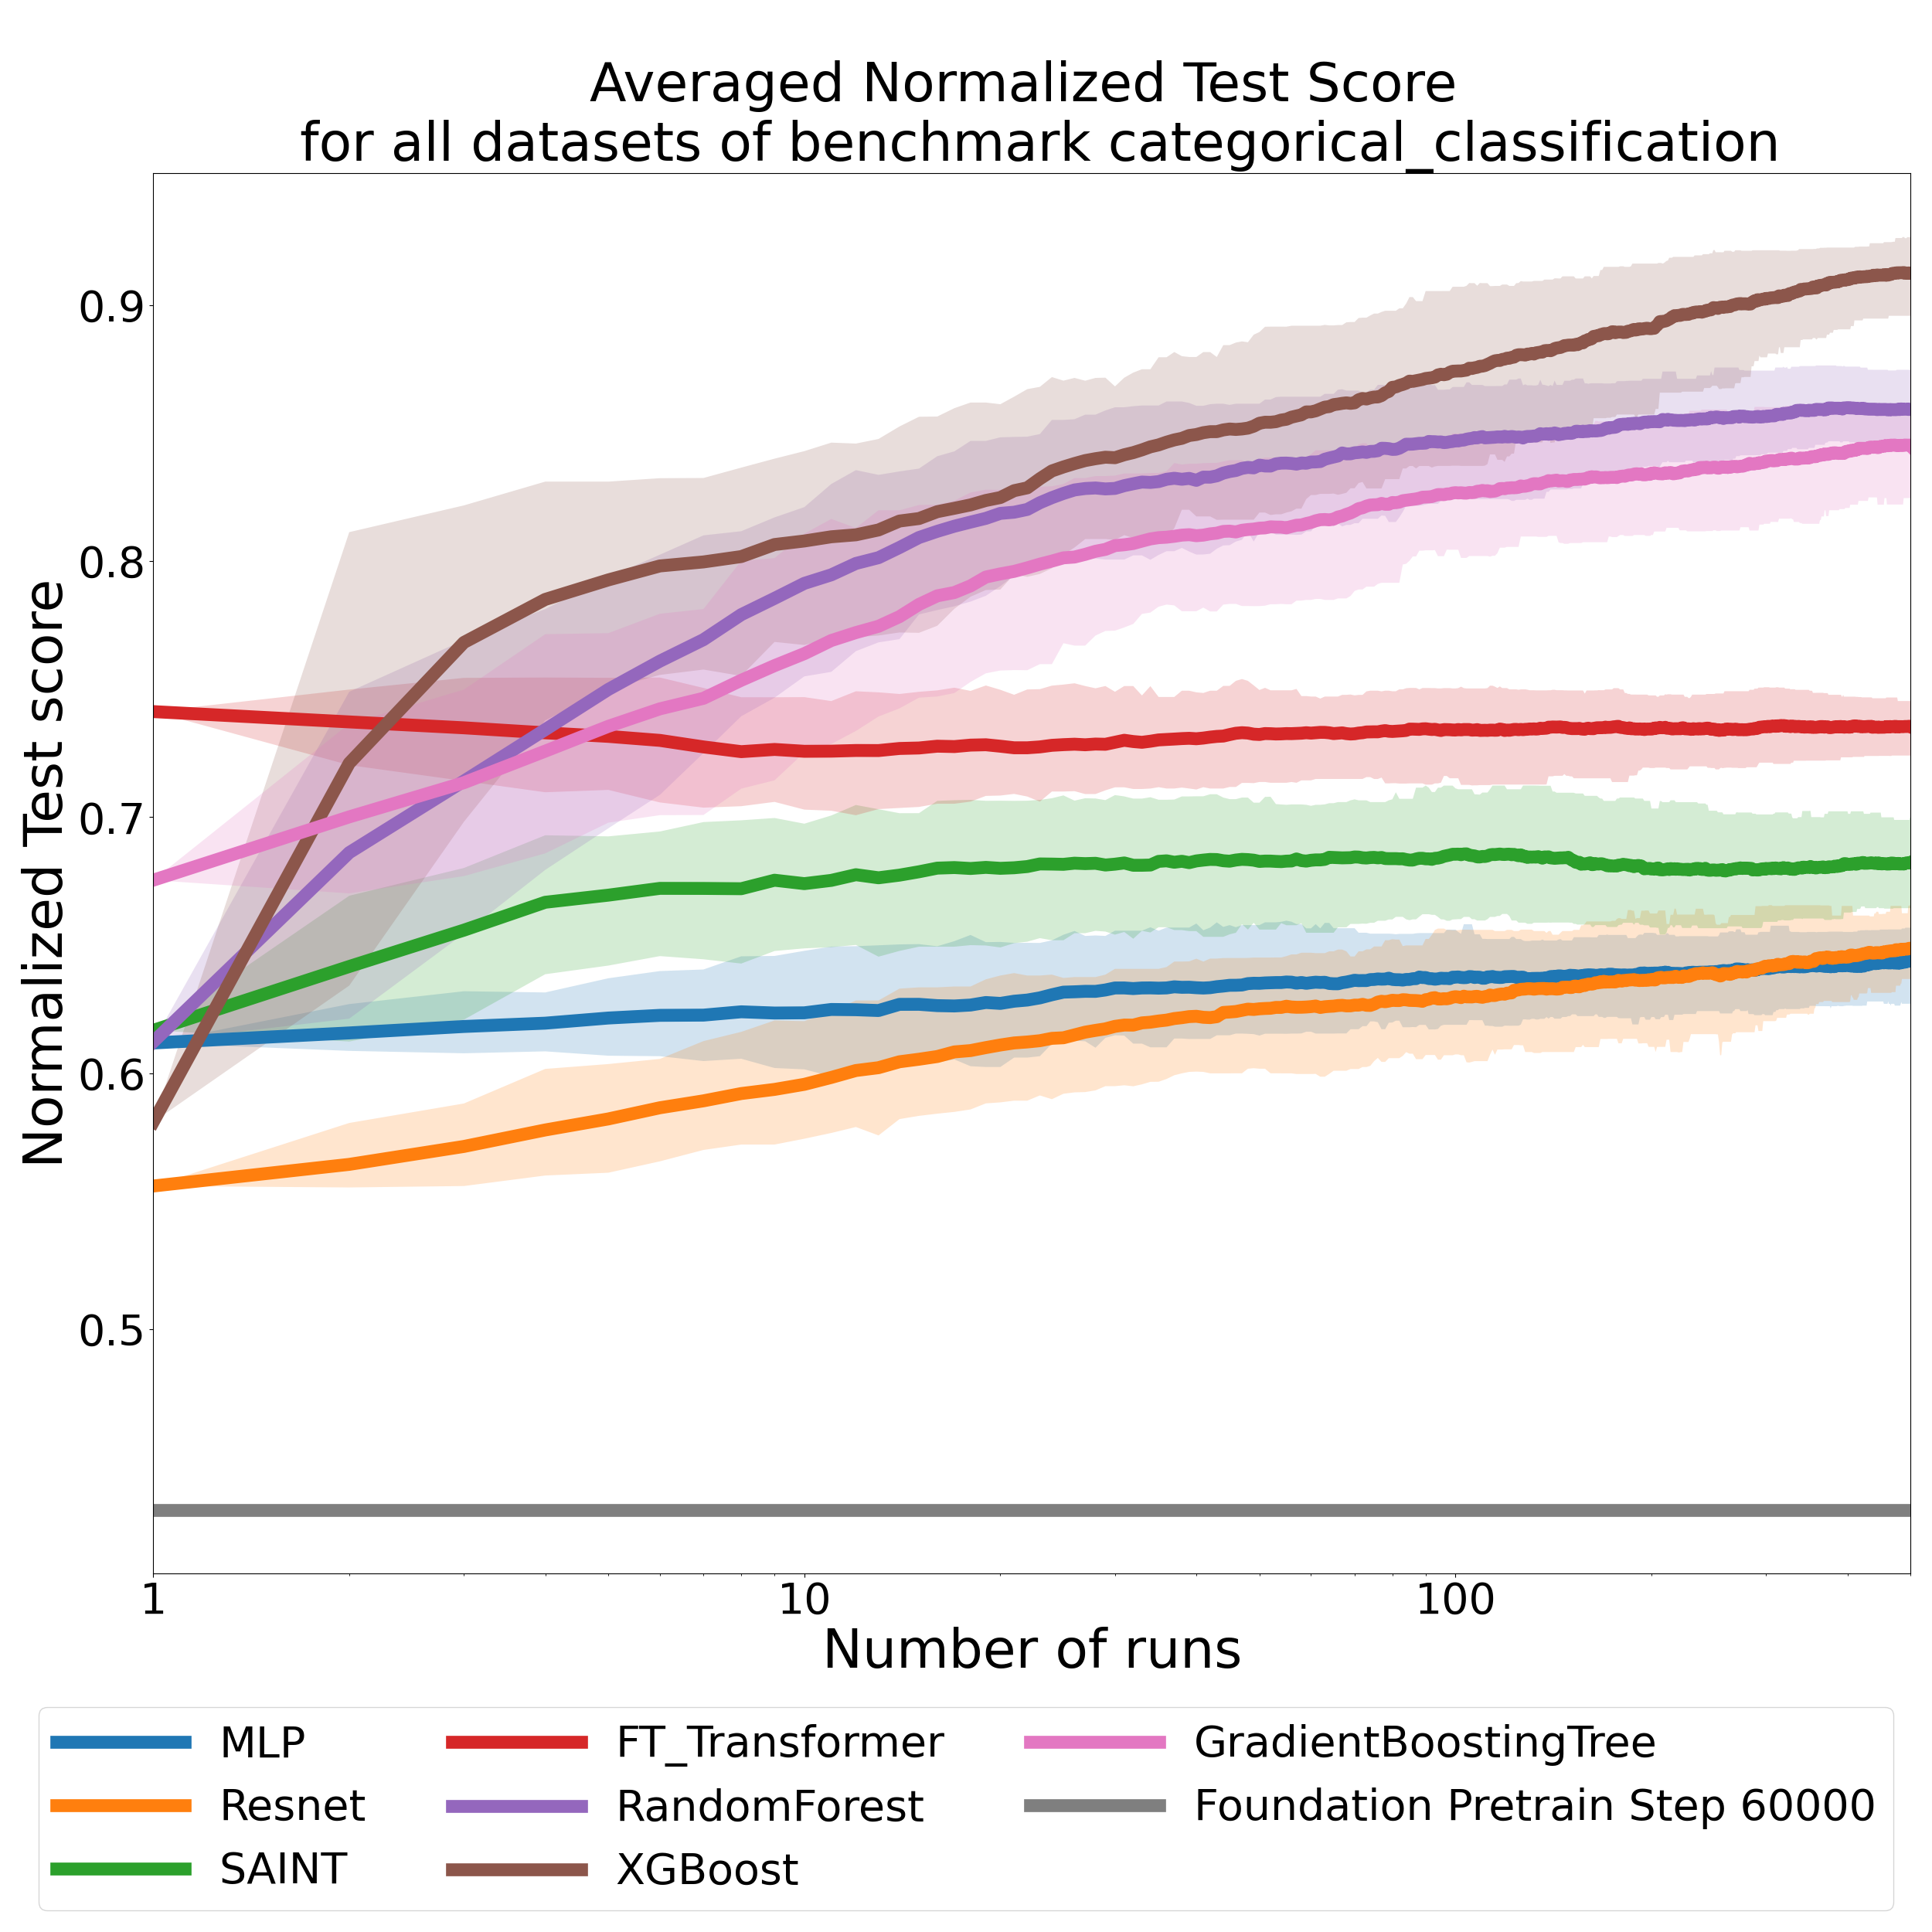 Averaged Normalized Test Score
for all datasets of benchmark categorical_classification
Normalized Test score
0.9
0.8
0.7
0.6
0.5
1
10
100
Number of runs
MLP
Resnet
SAINT
FT_Transformer
RandomForest
XGBoost
GradientBoostingTree
Foundation Pretrain Step 60000